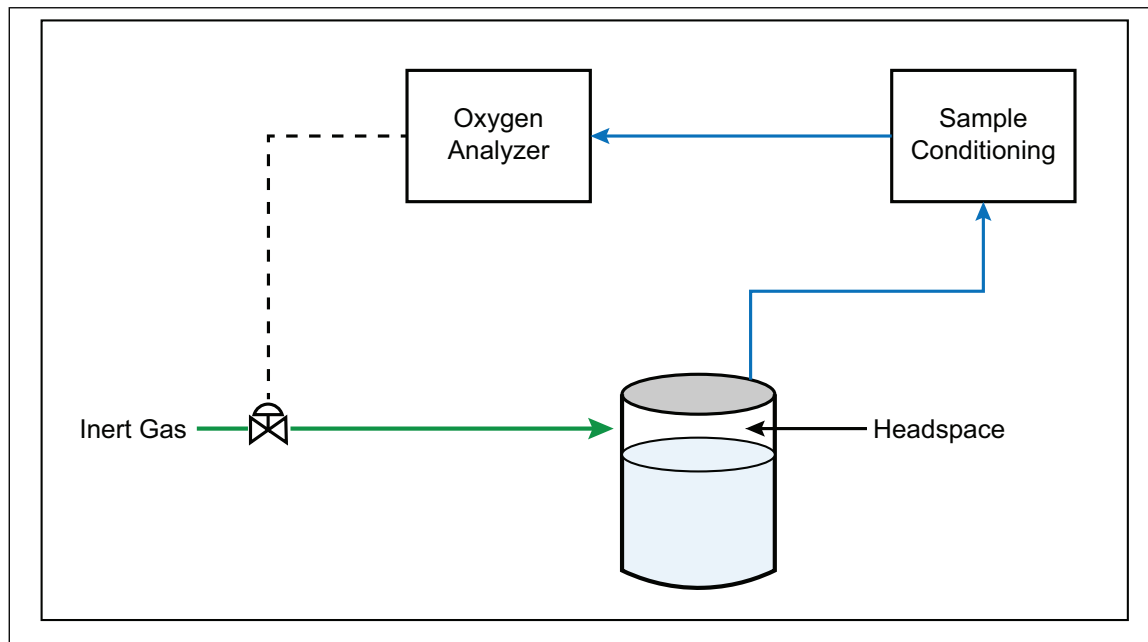 Oxygen
Analyzer
Sample
Conditioning
Inert Gas
Headspace